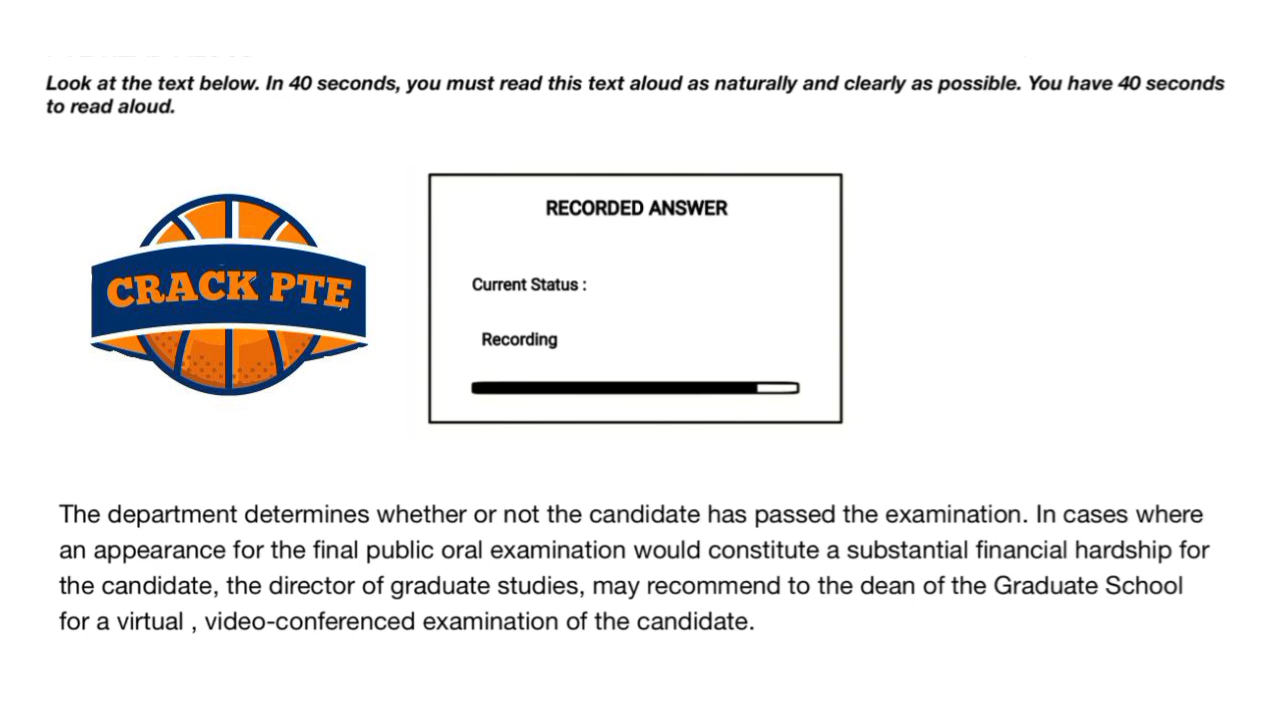 Look at the text below. In 40 seconds, you must read this text aloud as naturally and clearly as possible. You have 40 seconds
to read aloud.
CRACK PTE
RECORDED ANSWER
Current Status :
Recording
The department determines whether or not the candidate has passed the examination. In cases where
an appearance for the final public oral examination would constitute a substantial financial hardship for
the candidate, the director of graduate studies, may recommend to the dean of the Graduate School
for a virtual , video-conferenced examination of the candidate.